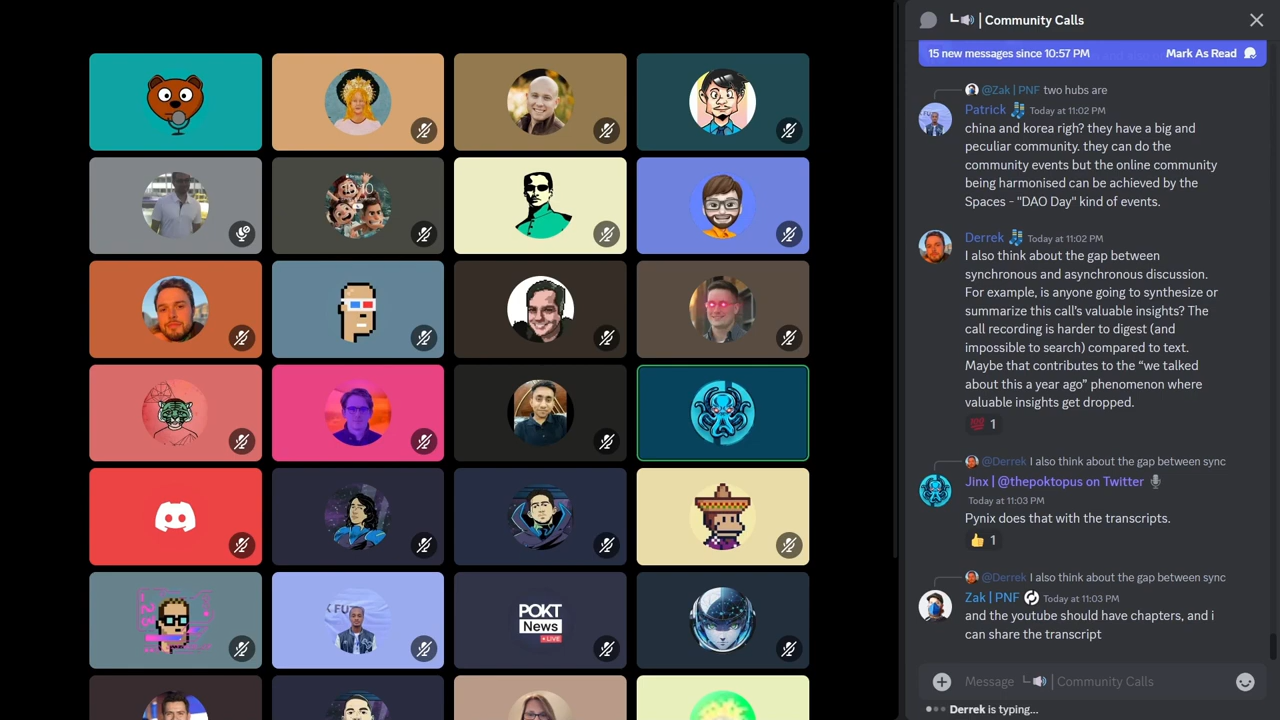 └🔊 | Community Calls
15 new messages since 10:57 PM Mark As Read
@Zak | PNF two hubs are
Patrick Today at 11:02 PM
china and korea righ? they have a big and
peculiar community. they can do the
community events but the online community
being harmonised can be achieved by the
Spaces - "DAO Day" kind of events.
Derrek Today at 11:02 PM
I also think about the gap between
synchronous and asynchronous discussion.
For example, is anyone going to synthesize or
summarize this call's valuable insights? The
call recording is harder to digest (and
impossible to search) compared to text.
Maybe that contributes to the “we talked
about this a year ago” phenomenon where
valuable insights get dropped.
💯 1
@Derrek I also think about the gap between sync
Jinx | @thepoktopus on Twitter
Today at 11:03 PM
Pynix does that with the transcripts.
👍 1
@Derrek I also think about the gap between sync
Zak | PNF Today at 11:03 PM
and the youtube should have chapters, and i
can share the transcript
Message └🔊 | Community Calls
Derrek is typing...
POKT
News
LIVE